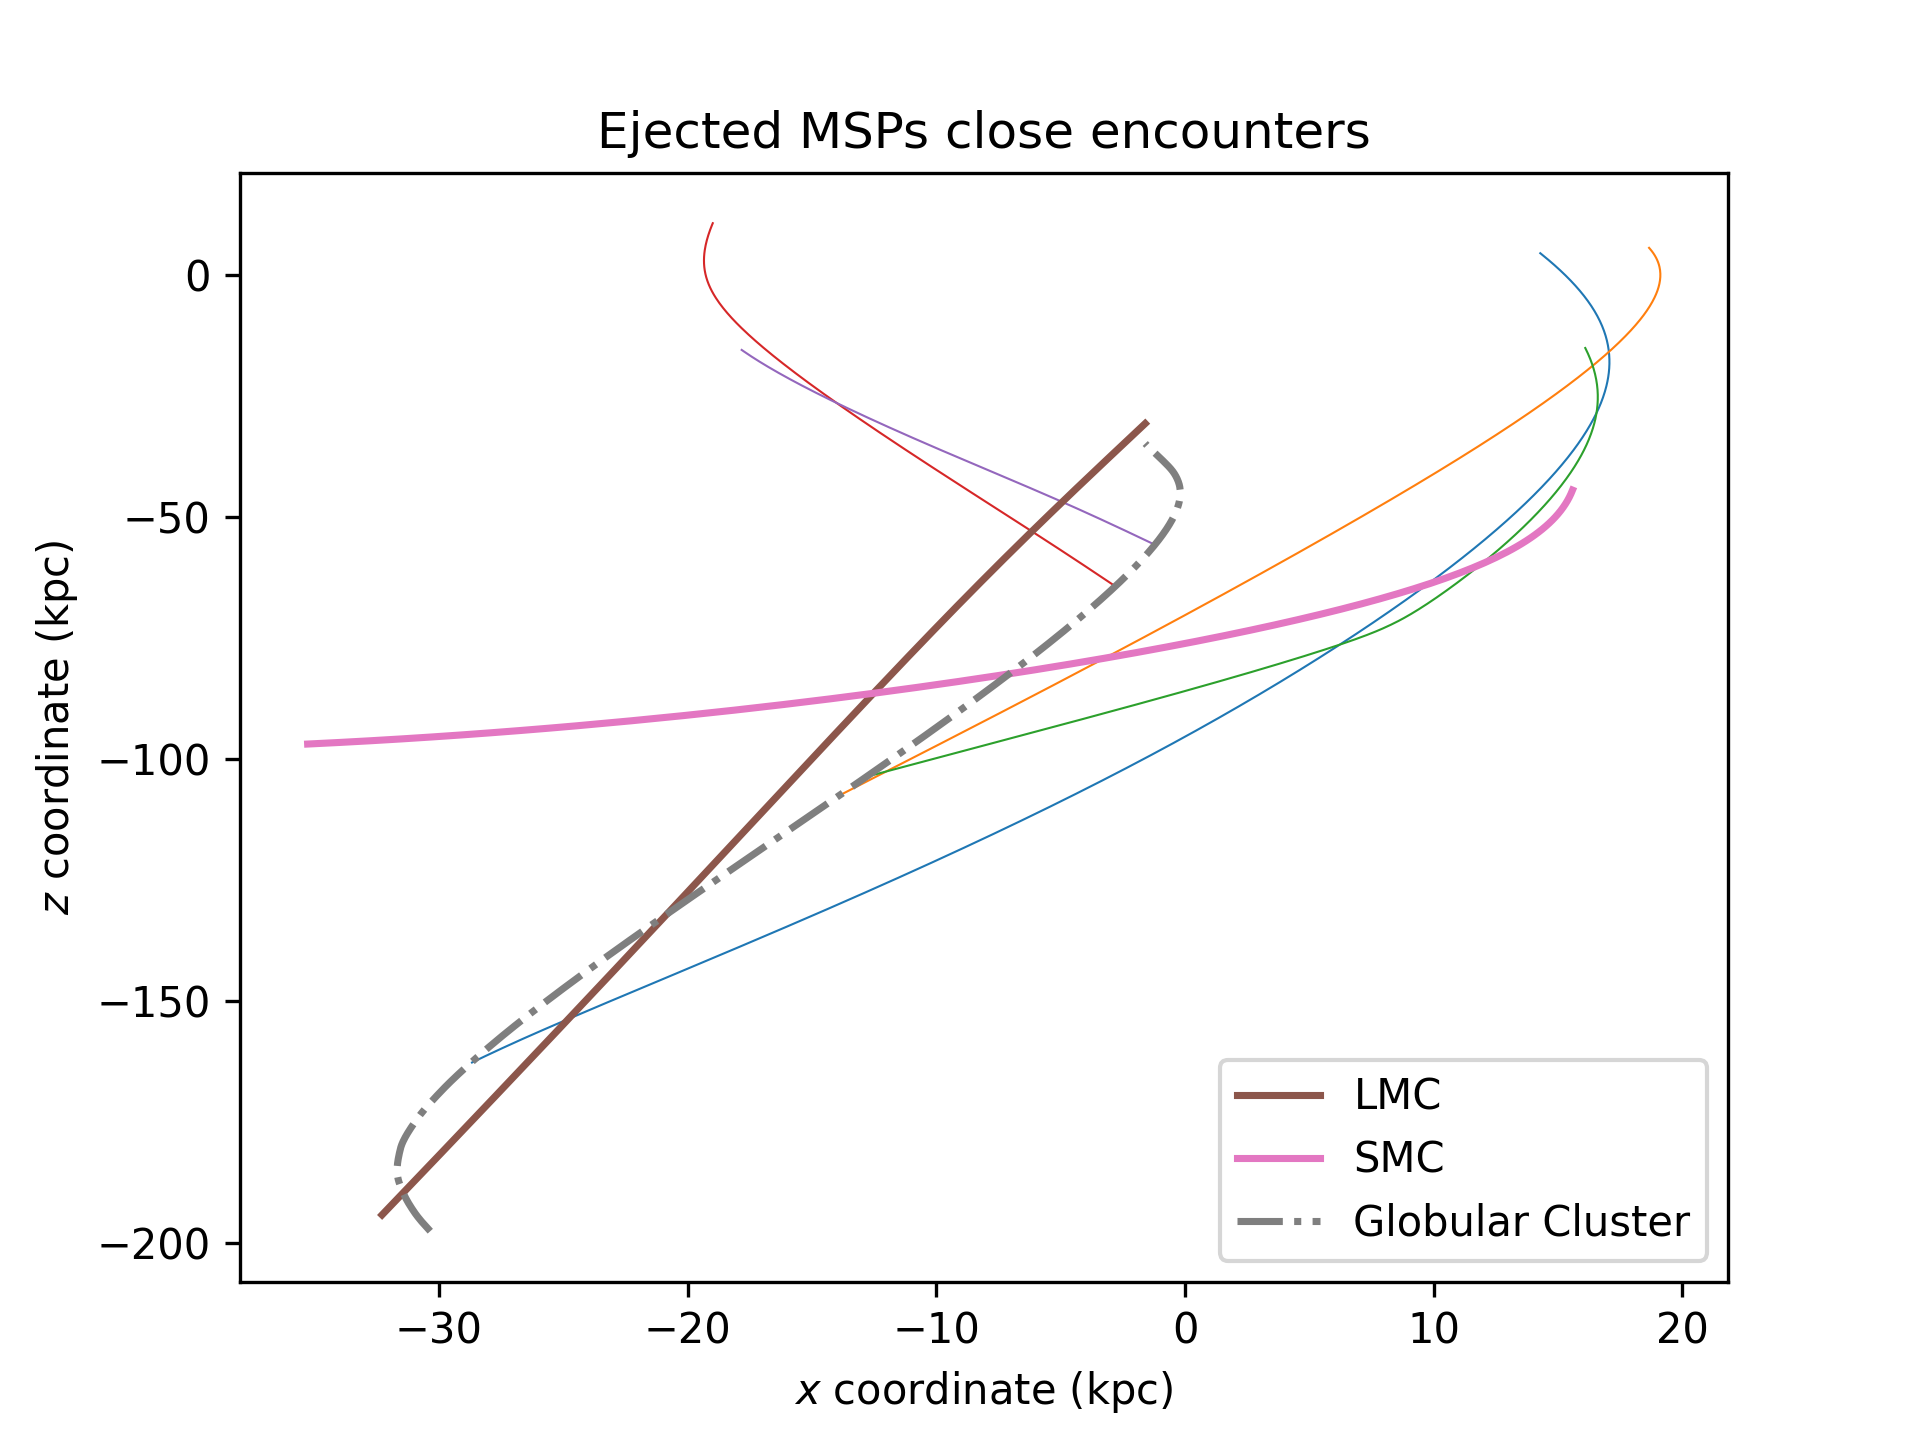 Ejected MSPs close encounters
0
−50
−100
−150
−200
z coordinate (kpc)
−30 −20 −10 0 10 20
x coordinate (kpc)
LMC
SMC
Globular Cluster